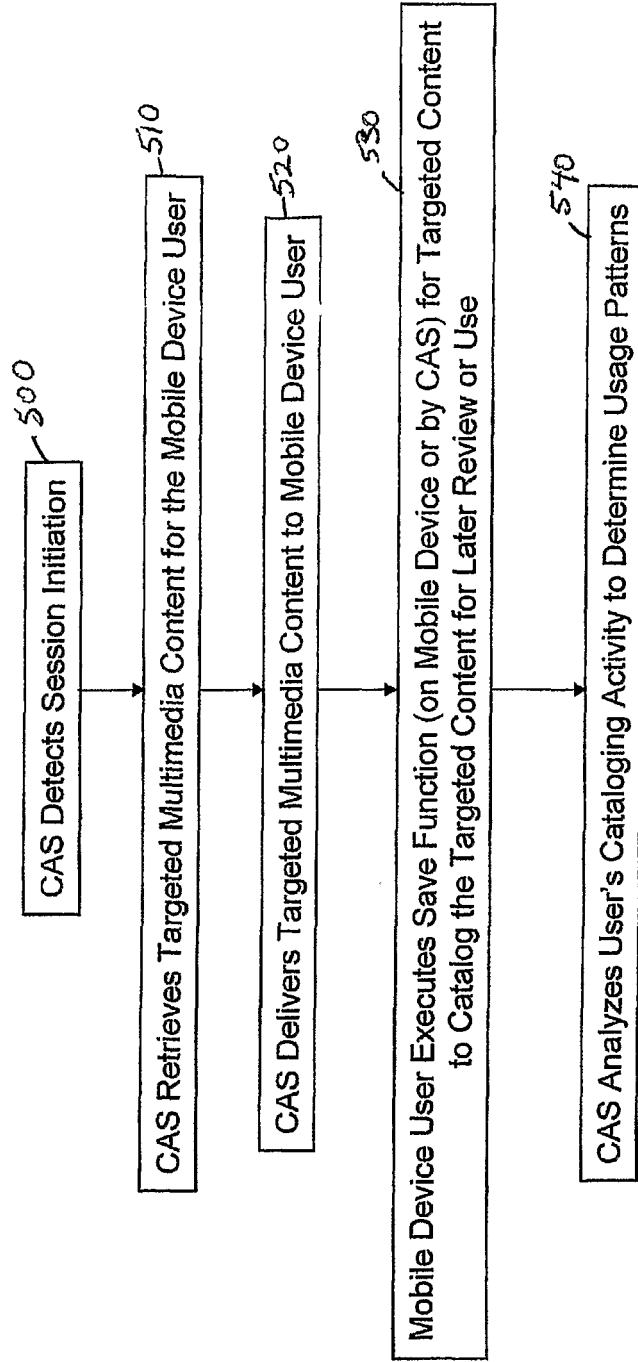 500
CAS Detects Session Initiation
510
CAS Retrieves Targeted Multimedia Content for the Mobile Device User
520
CAS Delivers Targeted Multimedia Content to Mobile Device User
530
Mobile Device User Executes Save Function (on Mobile Device or by CAS) for Targeted Content
to Catalog the Targeted Content for Later Review or Use
540
CAS Analyzes User's Cataloging Activity to Determine Usage Patterns